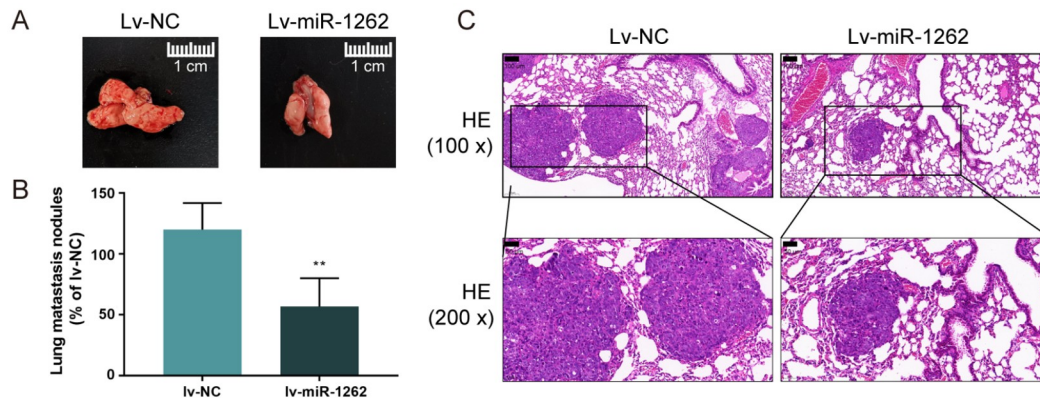 A
Lv-NC
Lv-miR-1262
1 cm
1 cm
B
Lung matastasis nodules
(% of lv-NC)
150
100
50
0
**
lv-NC
lv-miR-1262
C
Lv-NC
Lv-miR-1262
HE
(100 x)
HE
(200 x)